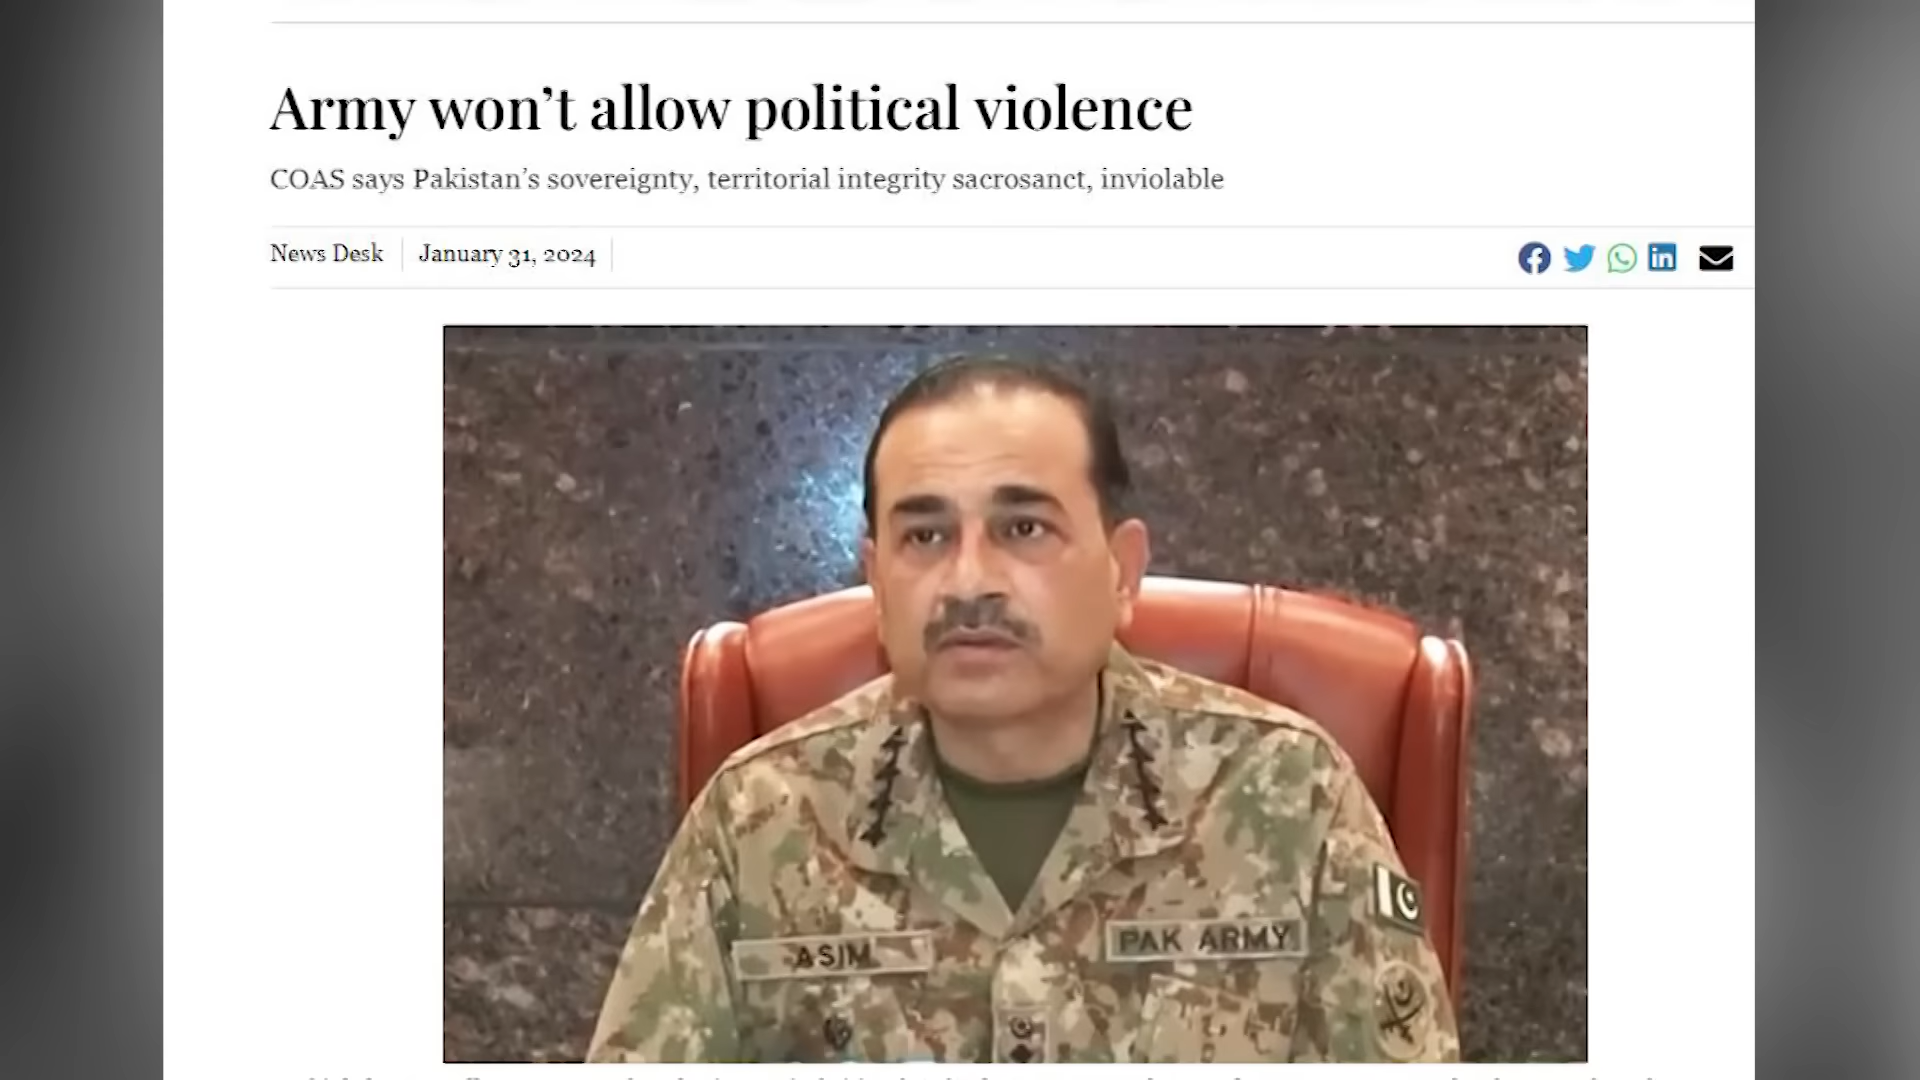 Army won’t allow political violence
COAS says Pakistan’s sovereignty, territorial integrity sacrosanct, inviolable
News Desk
January 31, 2024
ASIM
PAK ARMY